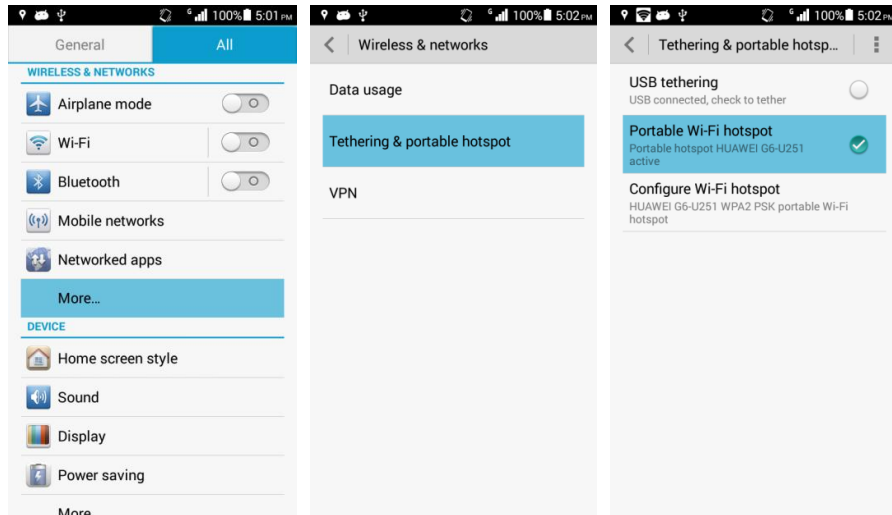 G 100% 5:01 PM
General All
WIRELESS & NETWORKS
Airplane mode
Wi-Fi
Bluetooth
Mobile networks
Networked apps
More...
DEVICE
Home screen style
Sound
Display
Power saving
More
G 100% 5:02 PM
Wireless & networks
Data usage
Tethering & portable hotspot
VPN
G 100% 5:02 PM
Tethering & portable hotsp...
USB tethering
USB connected, check to tether
Portable Wi-Fi hotspot
Portable hotspot HUAWEI G6-U251
active
Configure Wi-Fi hotspot
HUAWEI G6-U251 WPA2 PSK portable Wi-Fi
hotspot